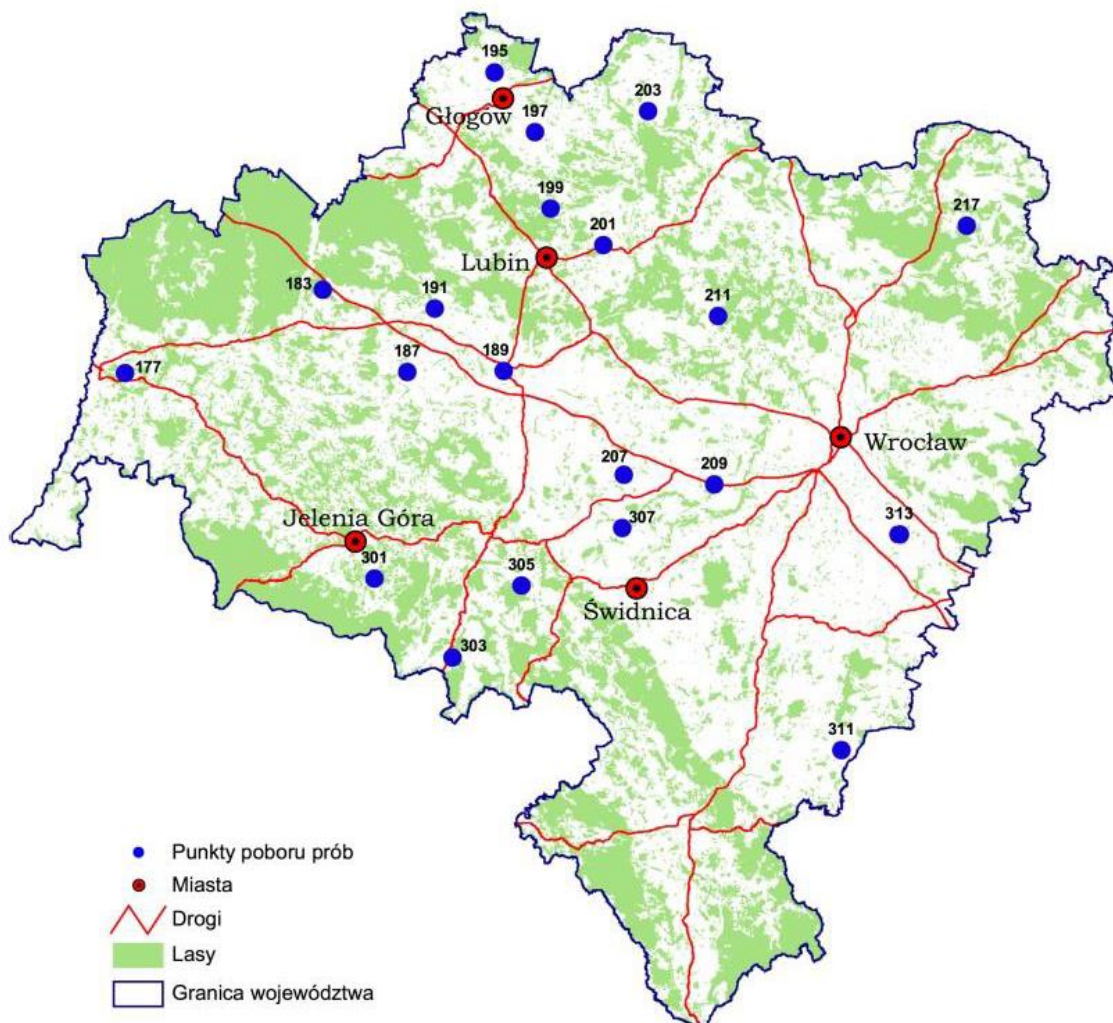 195
Głogów
203
197
199
201
217
Lubin
183
191
211
177
187
189
Wrocław
207
209
307
313
Jelenia Góra
301
305
Świdnica
303
311
Punkty poboru prób
Miasta
Drogi
Lasy
Granica województwa